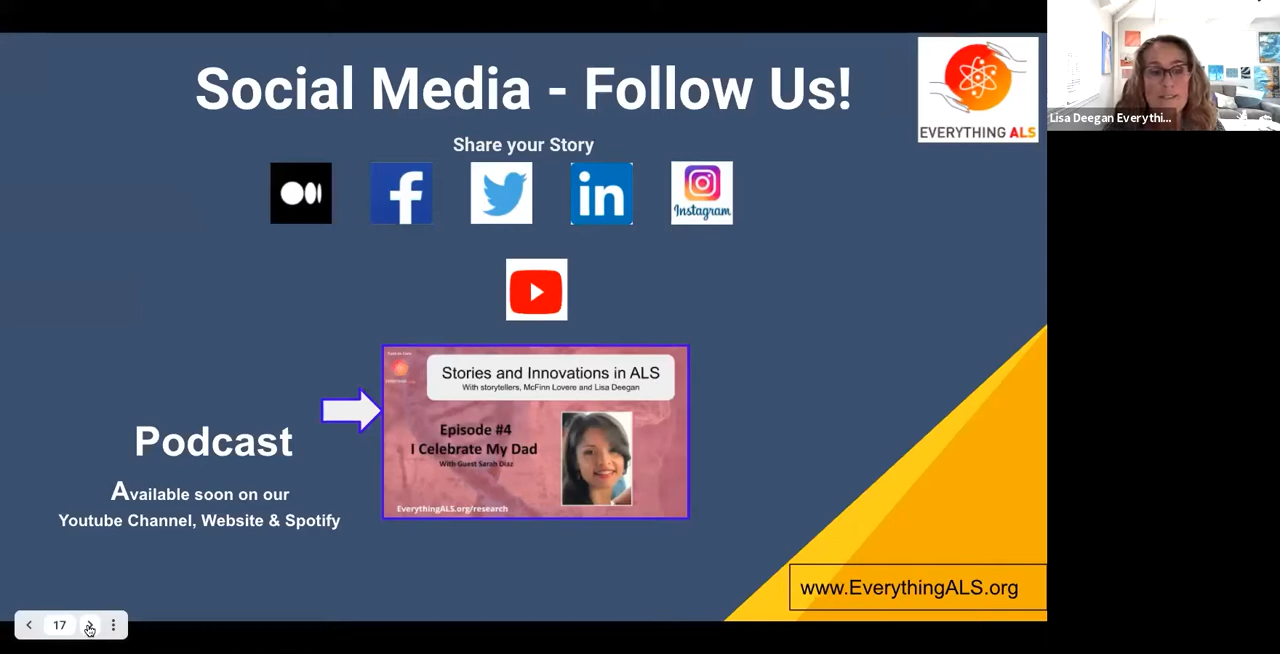 Social Media - Follow Us!
EVERYTHING ALS
Lisa Deegan Everythi...
Share your Story
f
in
Instagram
Stories and Innovations in ALS
With storytellers, McFinn Lovere and Lisa Deegan
Episode #4
I Celebrate My Dad
With Guest Sarah Diaz
EverythingALS.org/research
Podcast
Available soon on our
Youtube Channel, Website & Spotify
www.EverythingALS.org
17